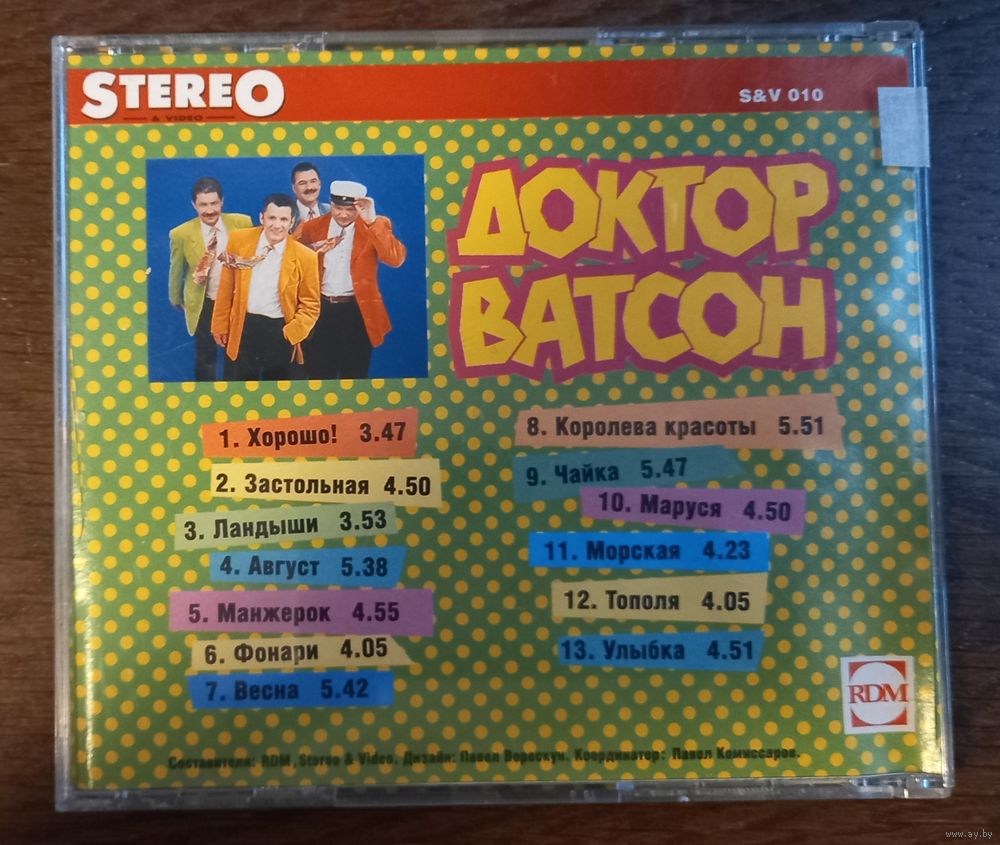 STEREO
& VIDEO
S&V 010
ДОКТОР
ВАТСОН
1. Хорошо! 3.47
2. Застольная 4.50
3. Ландыши 3.53
4. Август 5.38
5. Манжерок 4.55
6. Фонари 4.05
7. Весна 5.42
8. Королева красоты 5.51
9. Чайка 5.47
10. Маруся 4.50
11. Морская 4.23
12. Тополя 4.05
13. Улыбка 4.51
RDM
Составители: RDM, Stereo & Video. Дизайн: Павел Верескун. Координатор: Павел Комиссаров.
www.ay.by